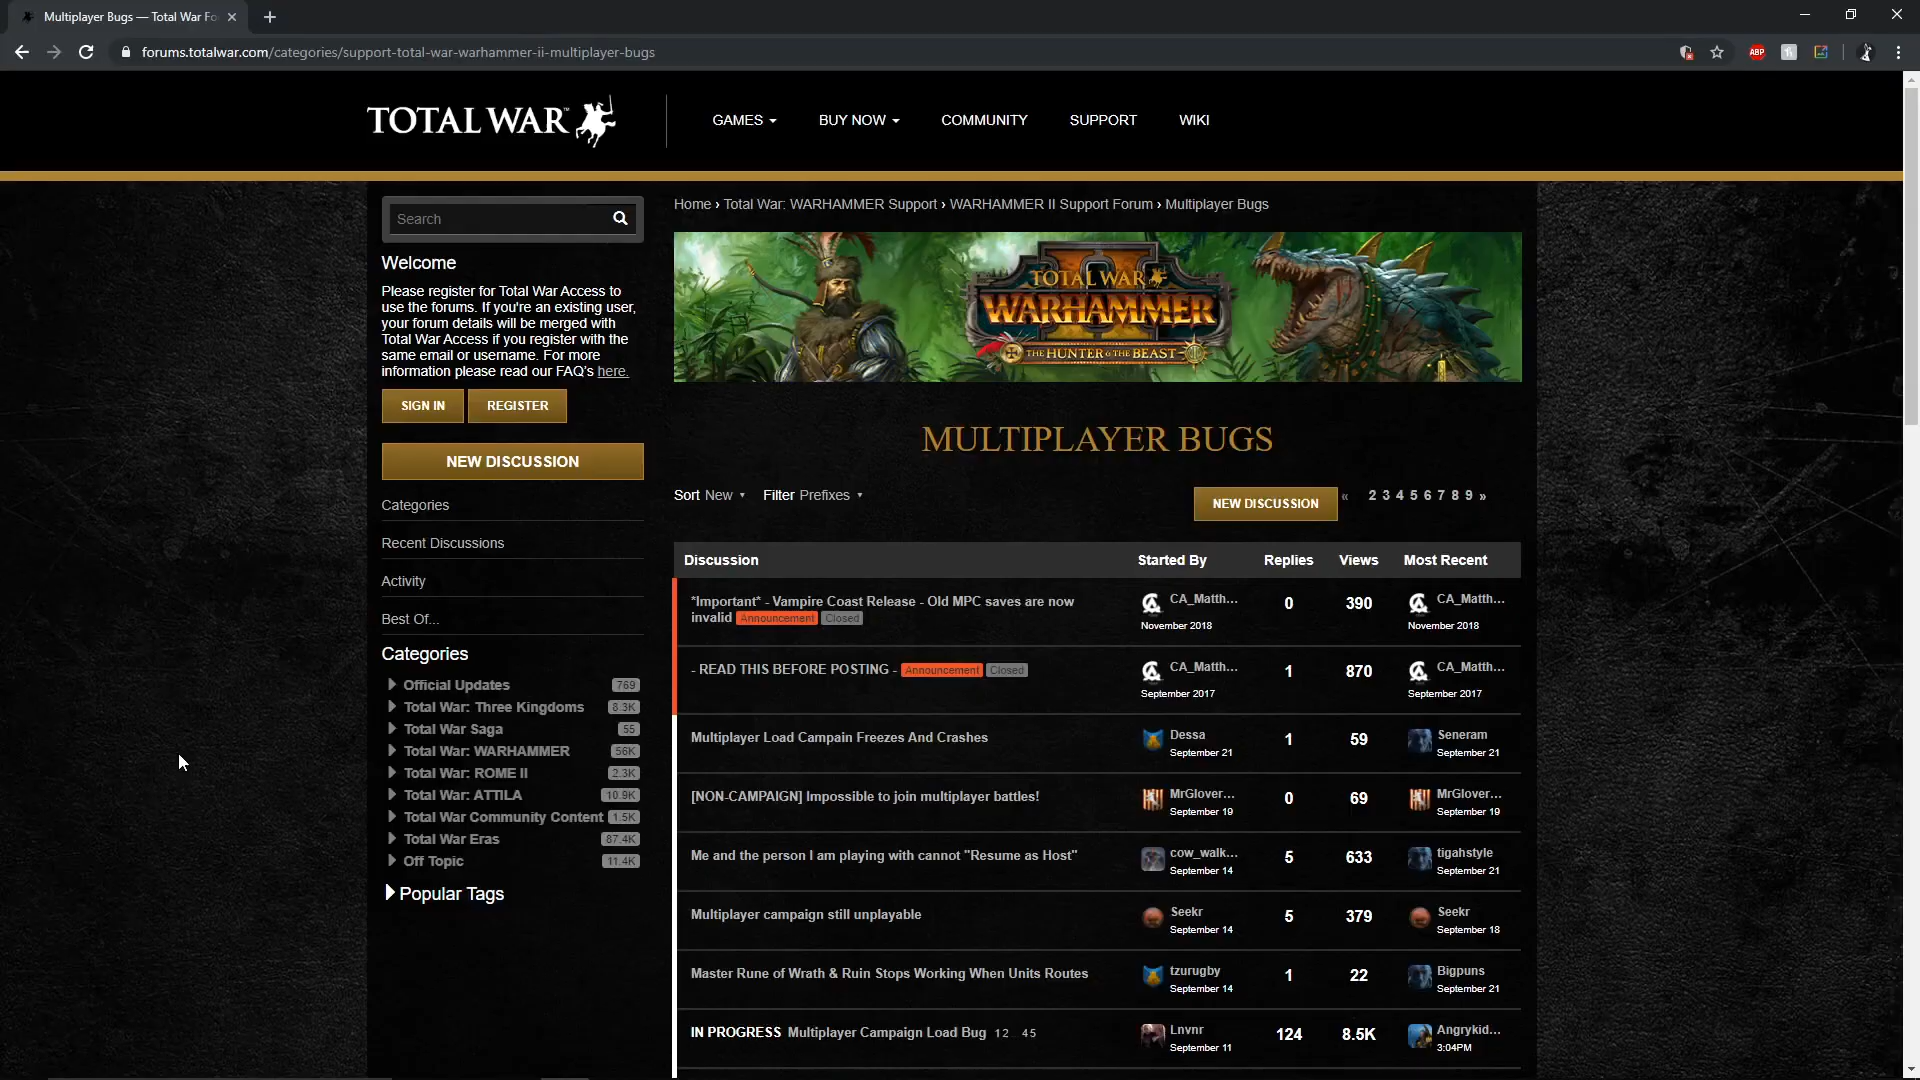 Multiplayer Bugs — Total War Fo
forums.totalwar.com/categories/support-total-war-warhammer-ii-multiplayer-bugs
ABP
TOTAL WAR™
GAMES
BUY NOW
COMMUNITY
SUPPORT
WIKI
Search
Home › Total War: WARHAMMER Support › WARHAMMER II Support Forum › Multiplayer Bugs
Welcome
Please register for Total War Access to
use the forums. If you're an existing user,
your forum details will be merged with
Total War Access if you register with the
same email or username. For more
information please read our FAQ's here.
SIGN IN
REGISTER
NEW DISCUSSION
Categories
Recent Discussions
Activity
Best Of...
Categories
Official Updates 769
Total War: Three Kingdoms 8.3K
Total War Saga 55
Total War: WARHAMMER 56K
Total War: ROME II 2.3K
Total War: ATTILA 10.9K
Total War Community Content 1.5K
Total War Eras 87.4K
Off Topic 11.4K
Popular Tags
II
TOTAL WAR
WARHAMMER
THE HUNTER & THE BEAST
MULTIPLAYER BUGS
Sort New Filter Prefixes
NEW DISCUSSION
« 2 3 4 5 6 7 8 9 »
Discussion Started By Replies Views Most Recent
*Important* - Vampire Coast Release - Old MPC saves are now
invalid Announcement Closed
CA_Matth...
November 2018
0
390
CA_Matth...
November 2018
- READ THIS BEFORE POSTING - Announcement Closed
CA_Matth...
September 2017
1
870
CA_Matth...
September 2017
Multiplayer Load Campain Freezes And Crashes
Dessa
September 21
1
59
Seneram
September 21
[NON-CAMPAIGN] Impossible to join multiplayer battles!
MrGlover...
September 19
0
69
MrGlover...
September 19
Me and the person I am playing with cannot "Resume as Host"
cow_walk...
September 14
5
633
tigahstyle
September 21
Multiplayer campaign still unplayable
Seekr
September 14
5
379
Seekr
September 18
Master Rune of Wrath & Ruin Stops Working When Units Routes
tzurugby
September 14
1
22
Bigpuns
September 21
IN PROGRESS Multiplayer Campaign Load Bug 1 2 4 5
Lnvnr
September 11
124
8.5K
Angrykid...
3:04PM